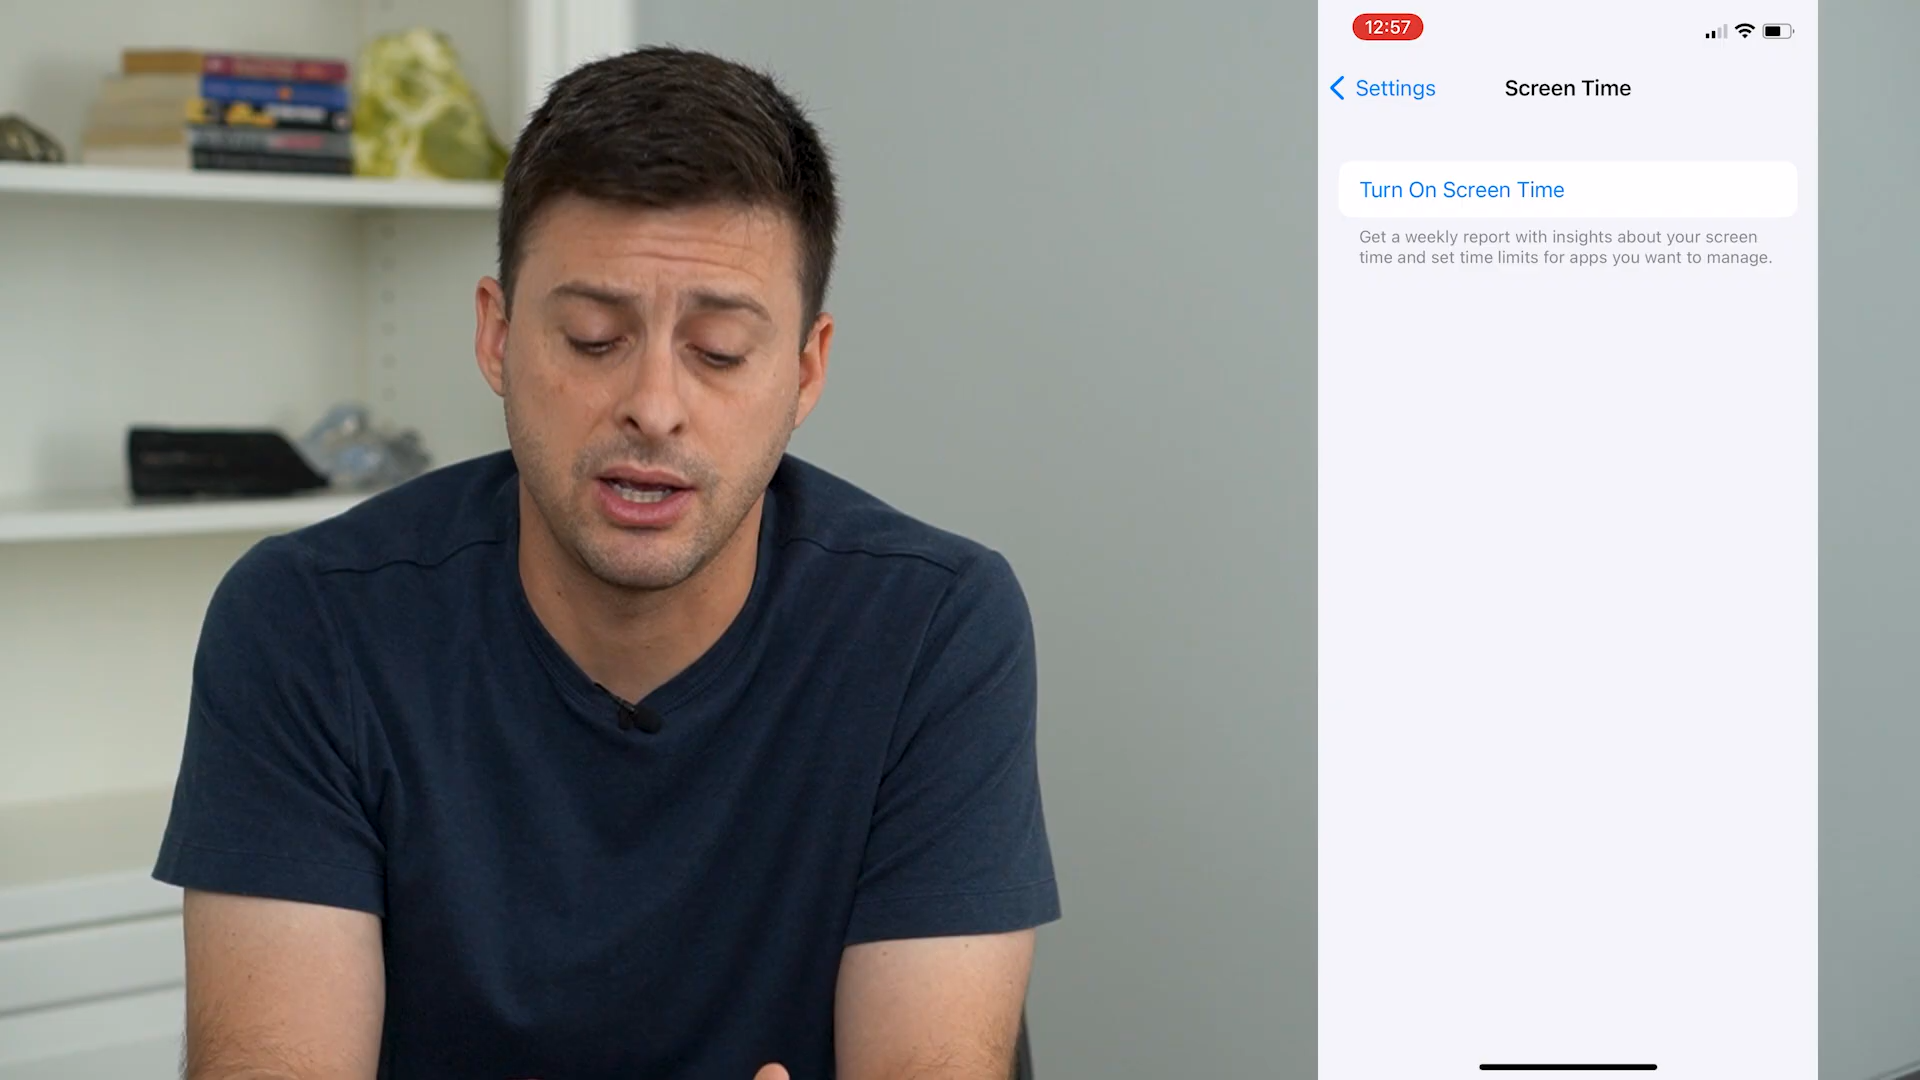 12:57
Settings
Screen Time
Turn On Screen Time
Get a weekly report with insights about your screen
time and set time limits for apps you want to manage.